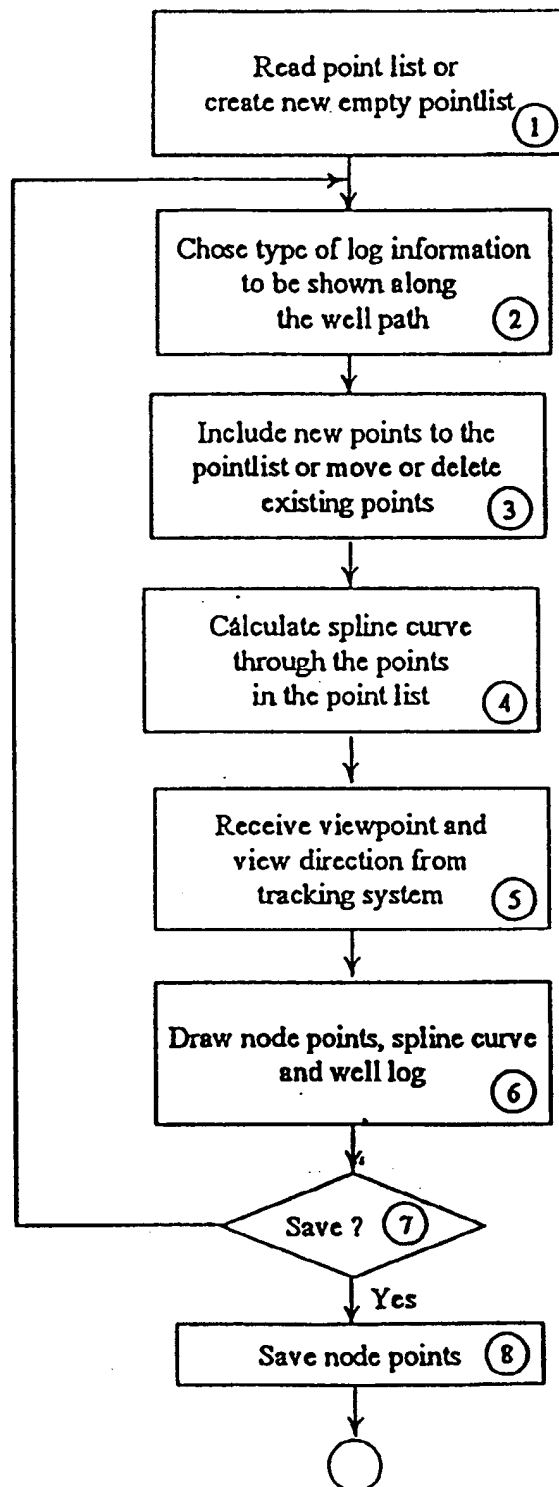 Read point list or
create new empty pointlist
1
Chose type of log information
to be shown along
the well path
2
Include new points to the
pointlist or move or delete
existing points
3
Calculate spline curve
through the points
in the point list
4
Receive viewpoint and
view direction from
tracking system
5
Draw node points, spline curve
and well log
6
Save ? 7
Yes
Save node points 8